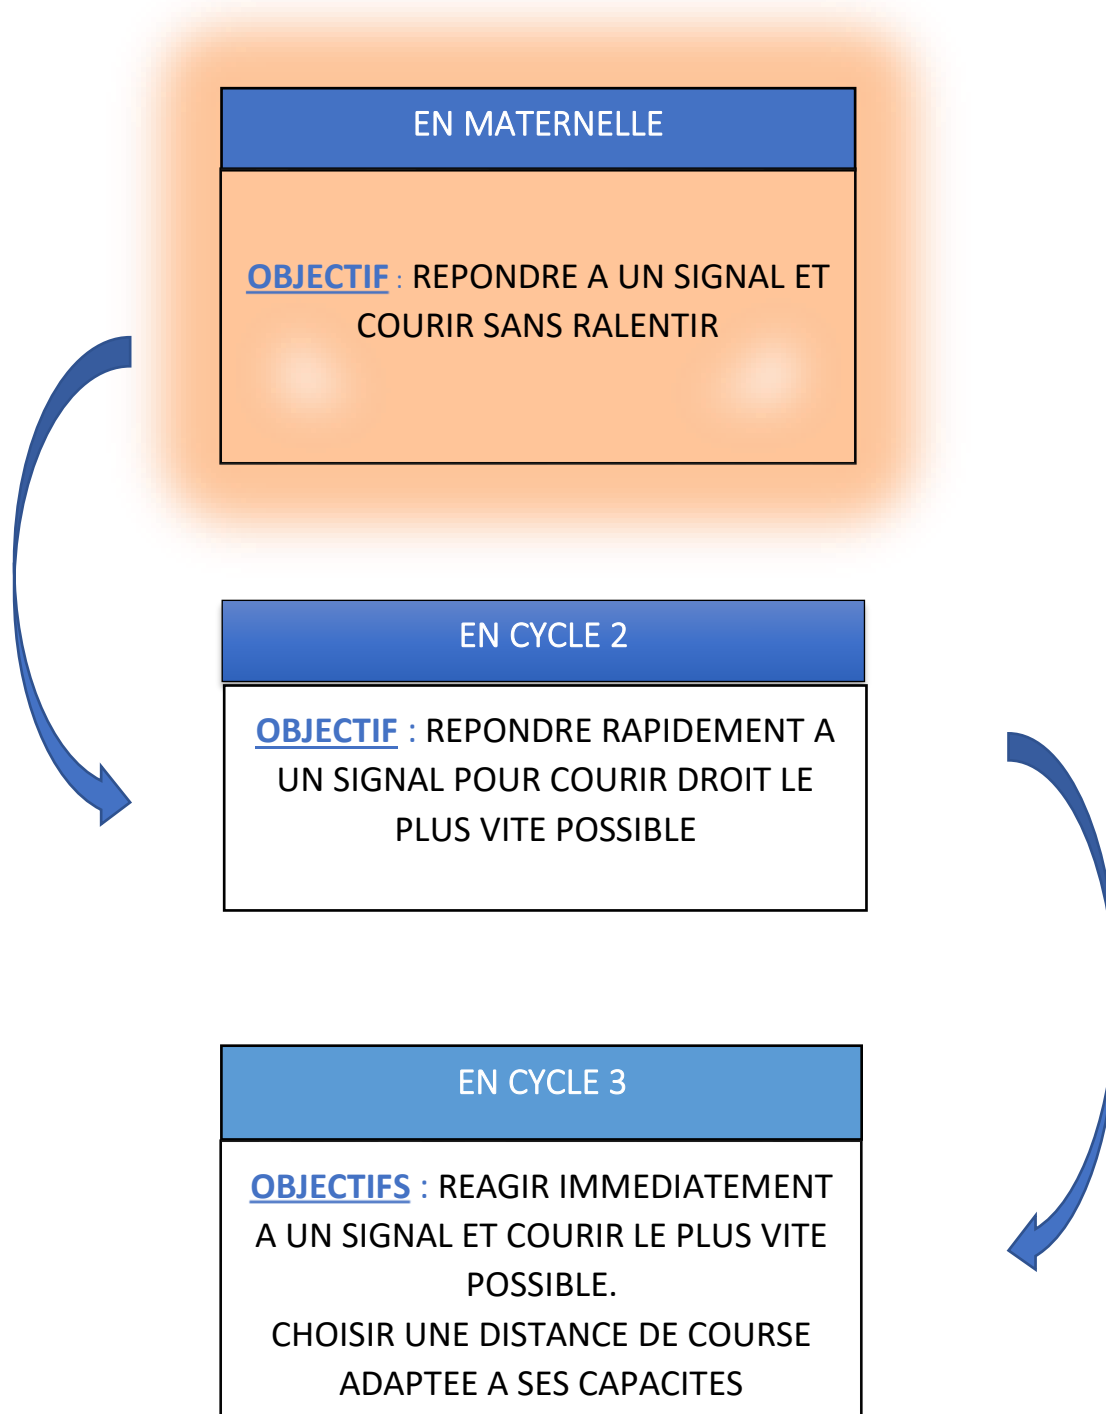 EN MATERNELLE
OBJECTIF : REPONDRE A UN SIGNAL ET
COURIR SANS RALENTIR
EN CYCLE 2
OBJECTIF : REPONDRE RAPIDEMENT A
UN SIGNAL POUR COURIR DROIT LE
PLUS VITE POSSIBLE
EN CYCLE 3
OBJECTIFS : REAGIR IMMEDIATEMENT
A UN SIGNAL ET COURIR LE PLUS VITE
POSSIBLE.
CHOISIR UNE DISTANCE DE COURSE
ADAPTEE A SES CAPACITES